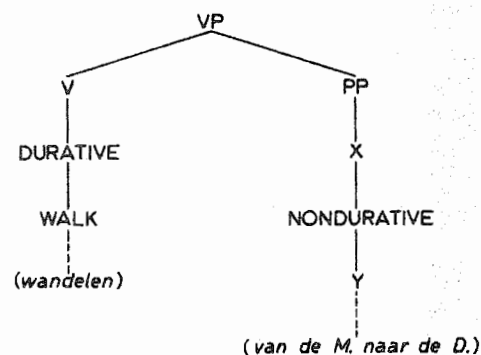 VP
V PP
DURATIVE X
WALK NONDURATIVE
(wandelen) Y
(van de M. naar de D.)